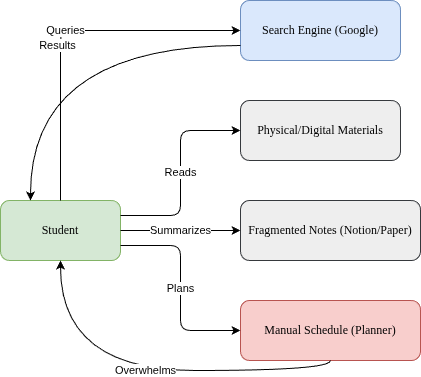 Queries
Search Engine (Google)
Results
Physical/Digital Materials
Reads
Student
Summarizes
Fragmented Notes (Notion/Paper)
Plans
Manual Schedule (Planner)
Overwhelms